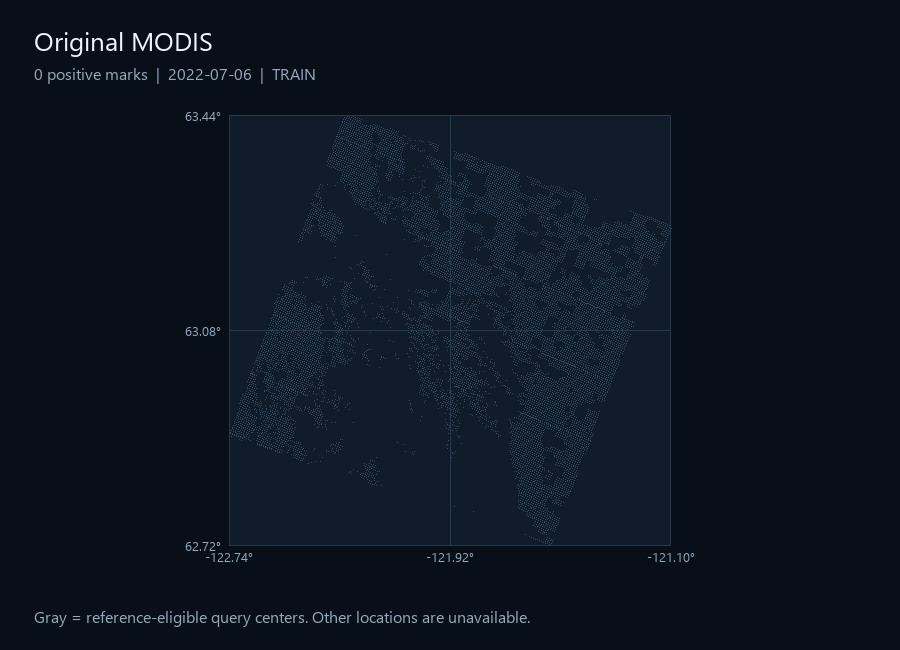 Original MODIS
0 positive marks | 2022-07-06 | TRAIN
63.44°
63.08°
62.72°
-122.74°
-121.92°
-121.10°
Gray = reference-eligible query centers. Other locations are unavailable.